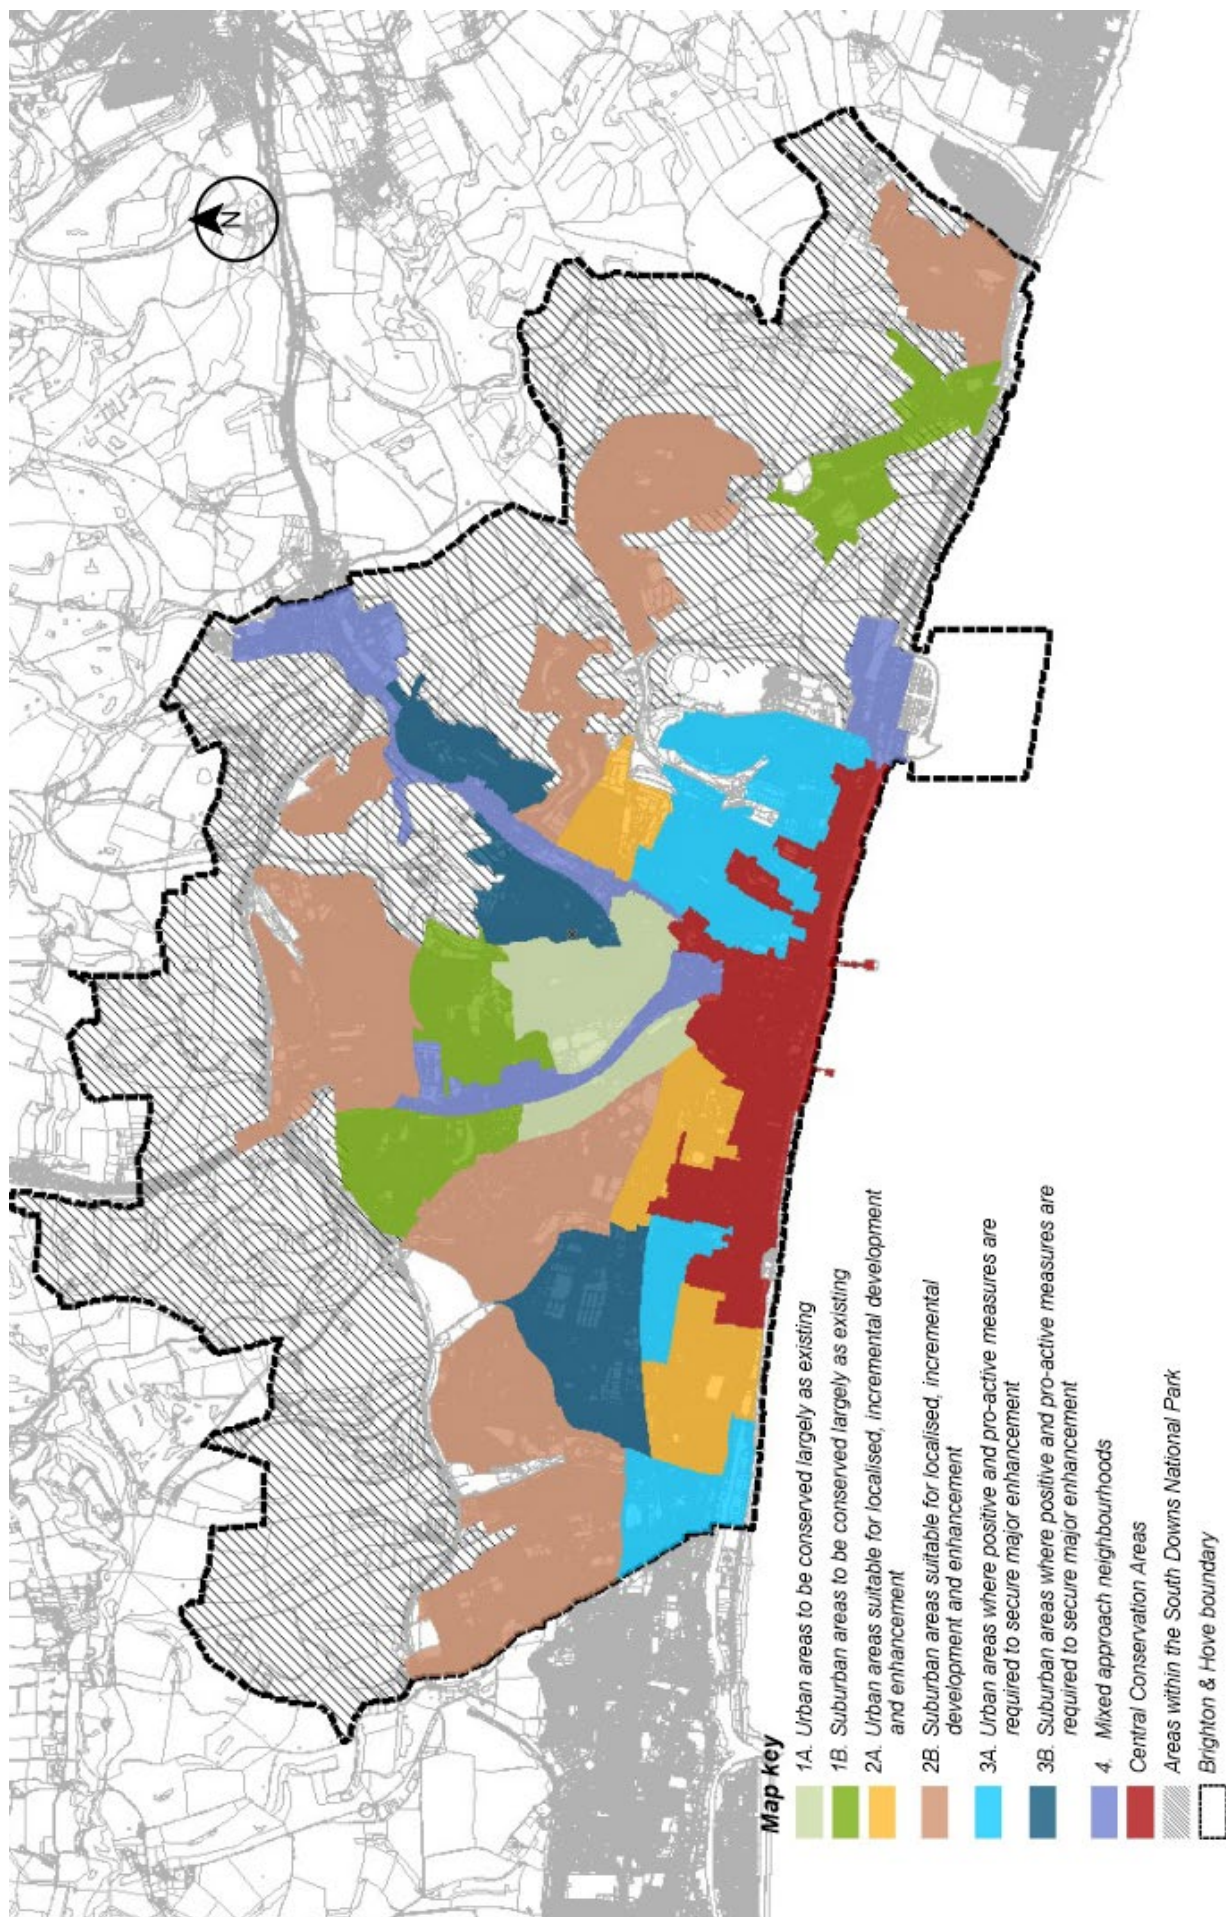 N
Map key
1A. Urban areas to be conserved largely as existing
1B. Suburban areas to be conserved largely as existing
2A. Urban areas suitable for localised, incremental development
and enhancement
2B. Suburban areas suitable for localised, incremental
development and enhancement
3A. Urban areas where positive and pro-active measures are
required to secure major enhancement
3B. Suburban areas where positive and pro-active measures are
required to secure major enhancement
4. Mixed approach neighbourhoods
Central Conservation Areas
Areas within the South Downs National Park
Brighton & Hove boundary